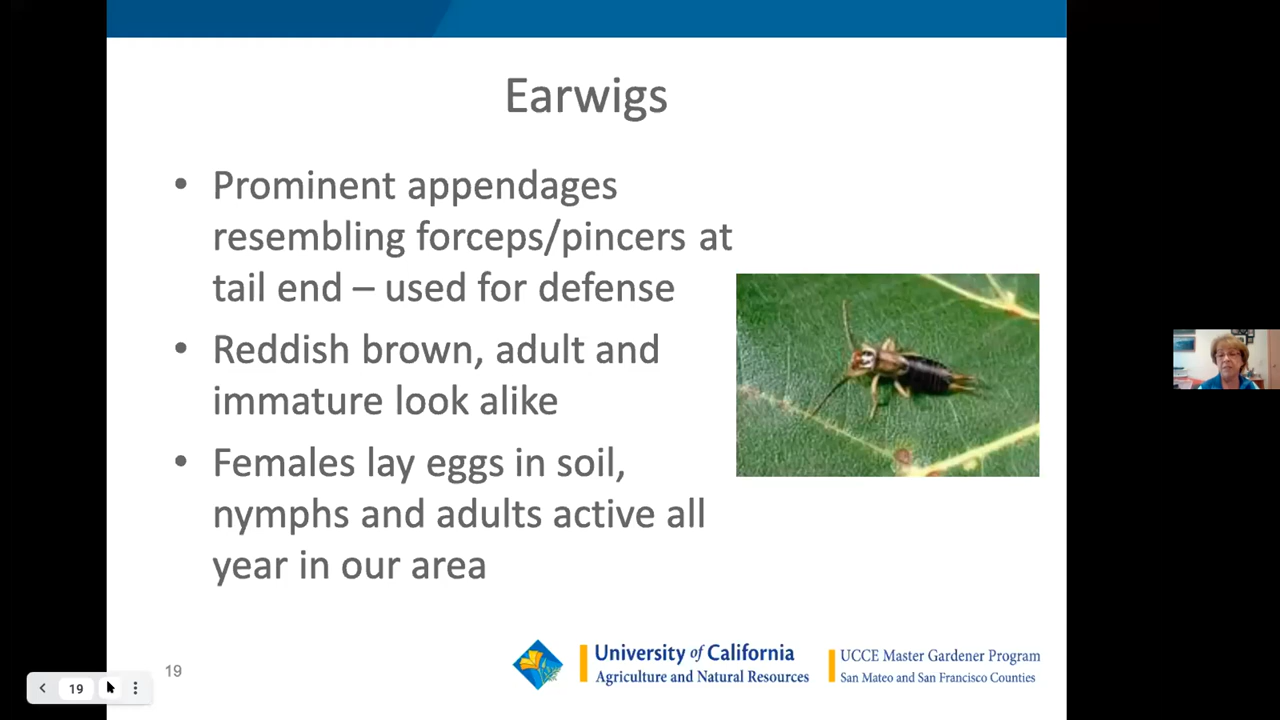 Earwigs
• Prominent appendages
resembling forceps/pincers at
tail end – used for defense
• Reddish brown, adult and
immature look alike
• Females lay eggs in soil,
nymphs and adults active all
year in our area
University of California
Agriculture and Natural Resources
UCCE Master Gardener Program
San Mateo and San Francisco Counties
19
19